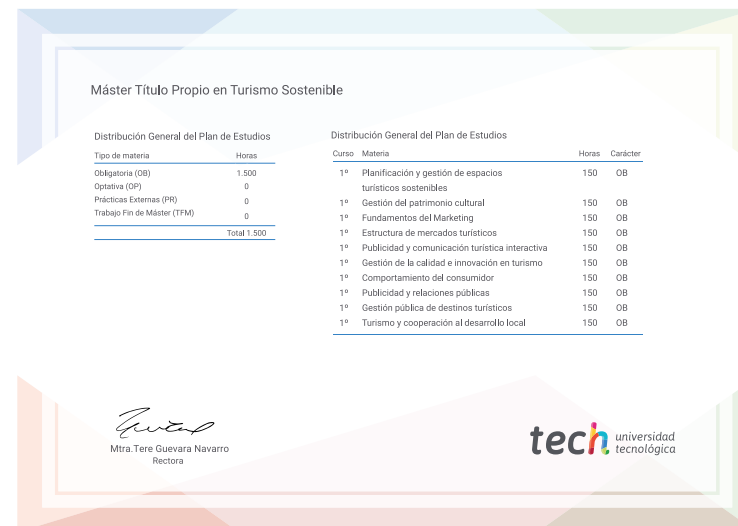 Máster Título Propio en Turismo Sostenible
Distribución General del Plan de Estudios
Tipo de materia Horas
Obligatoria (OB) 1.500
Optativa (OP) 0
Prácticas Externas (PR) 0
Trabajo Fin de Máster (TFM) 0
Total 1.500
Distribución General del Plan de Estudios
Curso Materia Horas Carácter
1º Planificación y gestión de espacios 150 OB
turísticos sostenibles
1º Gestión del patrimonio cultural 150 OB
1º Fundamentos del Marketing 150 OB
1º Estructura de mercados turísticos 150 OB
1º Publicidad y comunicación turística interactiva 150 OB
1º Gestión de la calidad e innovación en turismo 150 OB
1º Comportamiento del consumidor 150 OB
1º Publicidad y relaciones públicas 150 OB
1º Gestión pública de destinos turísticos 150 OB
1º Turismo y cooperación al desarrollo local 150 OB
Mtra.Tere Guevara Navarro
Rectora
tech universidad
tecnológica